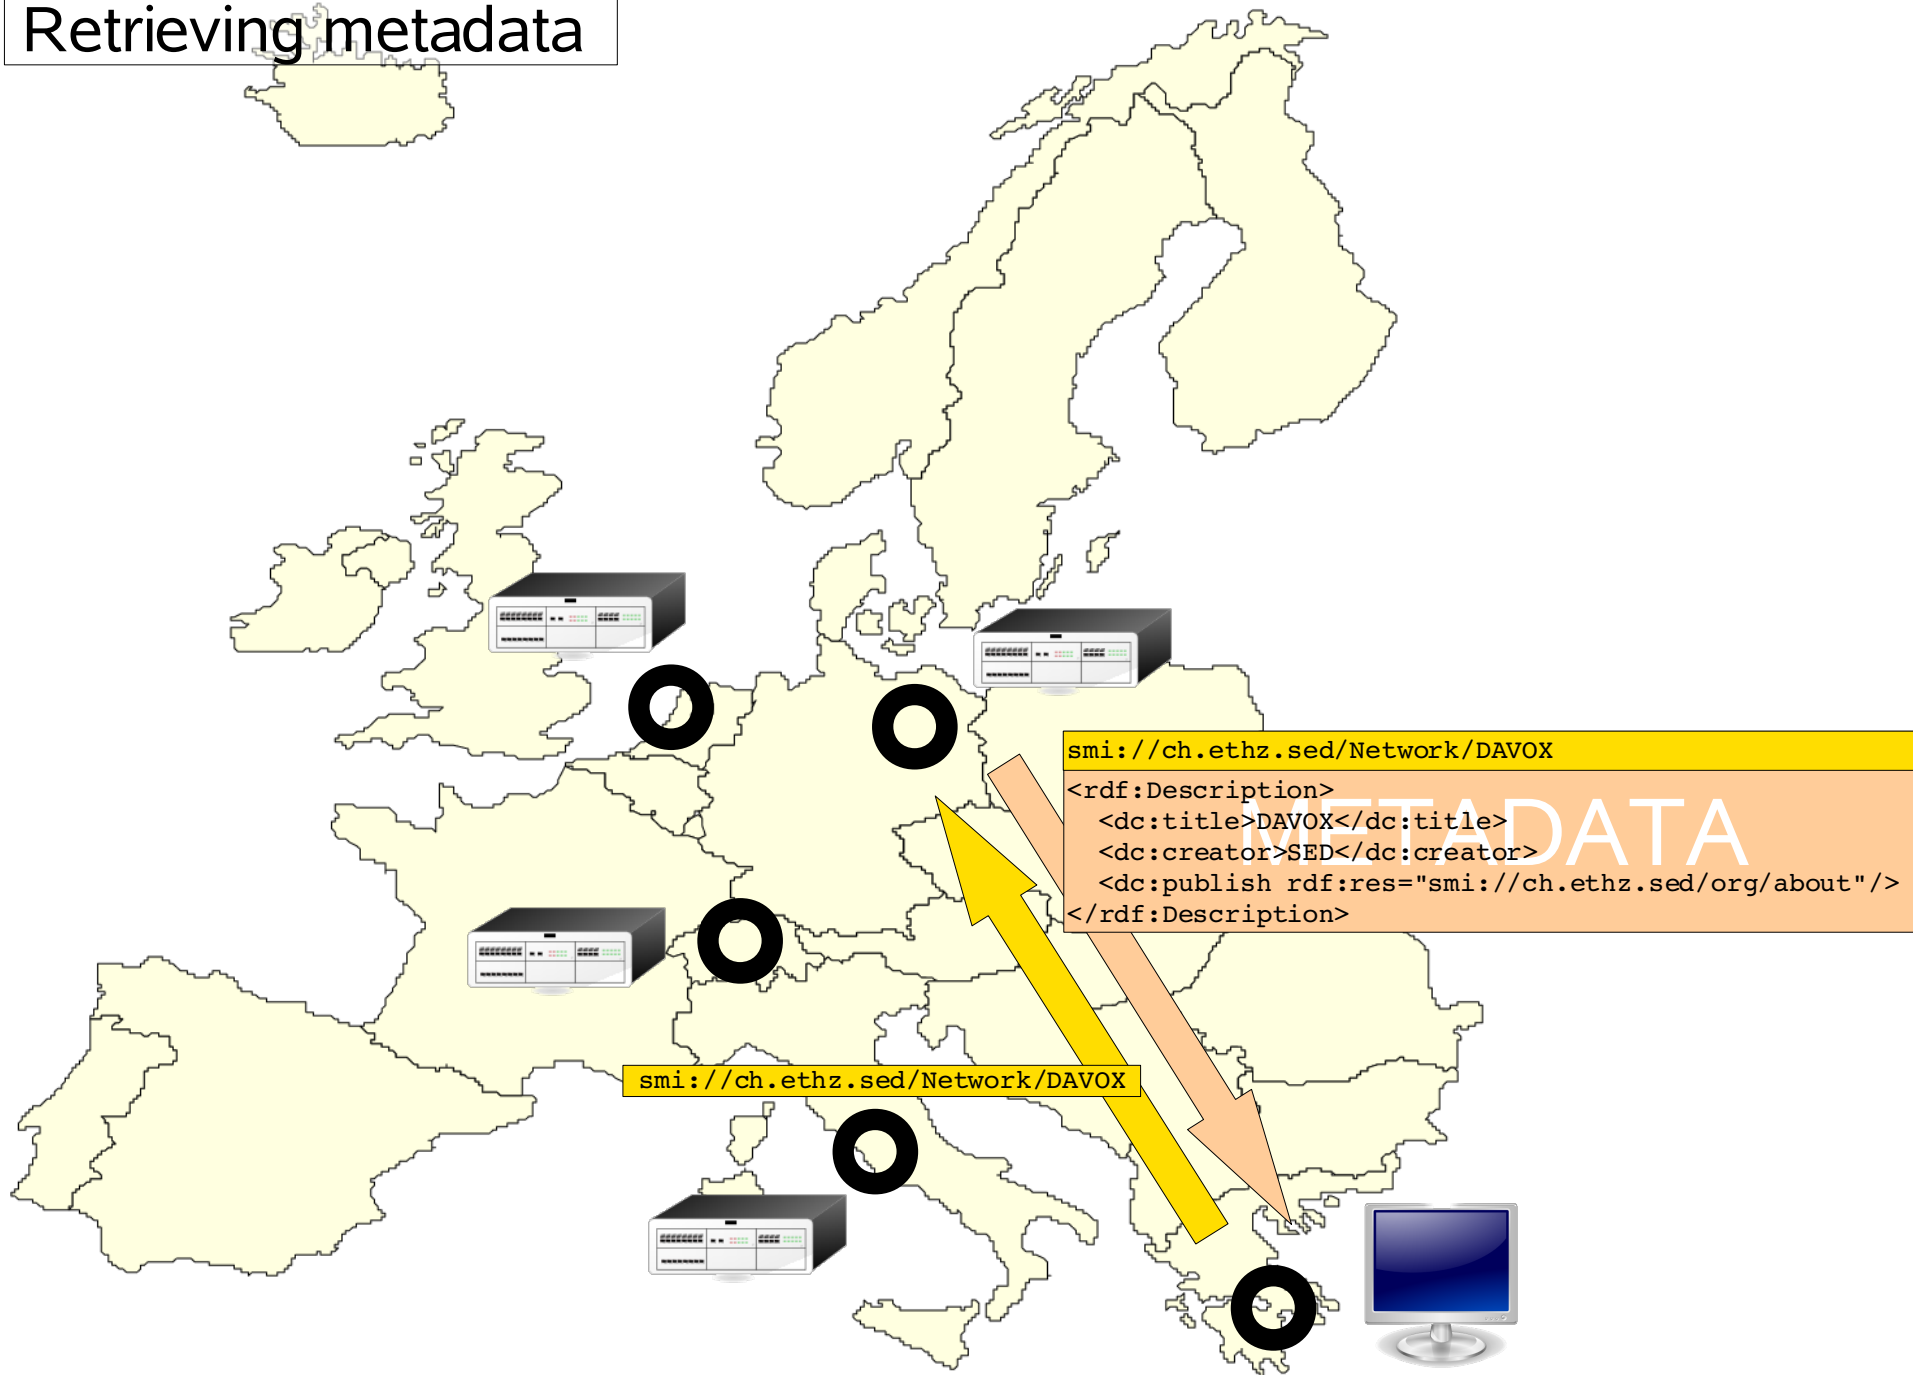 Retrieving metadata
smi://ch.ethz.sed/Network/DAVOX
METADATA
<rdf:Description>
  <dc:title>DAVOX</dc:title>
  <dc:creator>SED</dc:creator>
  <dc:publish rdf:res="smi://ch.ethz.sed/org/about"/>
</rdf:Description>
smi://ch.ethz.sed/Network/DAVOX